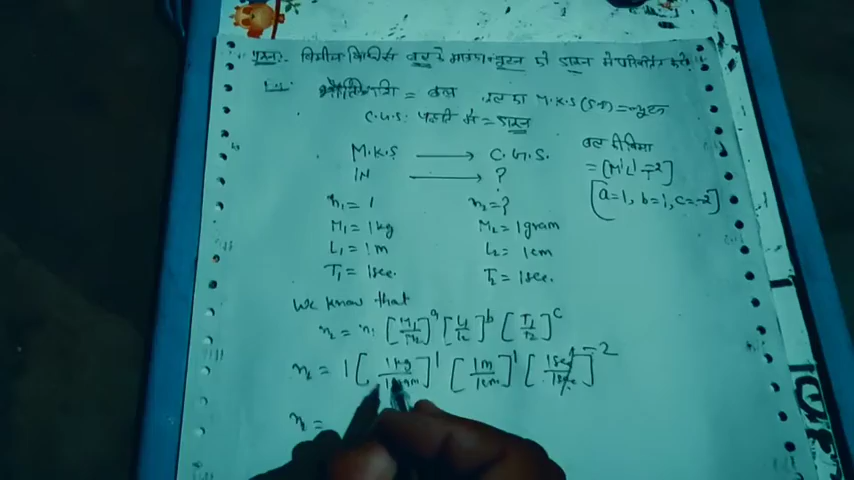 प्रश्न:- विमीय विधि से मात्रक न्यूटन को डाइन में परिवर्तित करो
भौतिक राशि = बल बल का M.K.S (S.I) = न्यूटन
C.G.S. पद्धति में = डाइन
M.K.S ⟶ C.G.S.
1N ⟶ ?
बल की विमा
= [M¹L¹T⁻²]
[a=1, b=1, c=-2]
n₁ = 1 n₂ = ?
M₁ = 1kg M₂ = 1gram
L₁ = 1m L₂ = 1cm
T₁ = 1sec. T₂ = 1sec.
We know that
n₂ = n₁ [M₁/M₂]ᵃ [L₁/L₂]ᵇ [T₁/T₂]ᶜ
n₂ = 1 [1kg/1gram]¹ [1m/1cm]¹ [1sec/1sec]⁻²
n₂ =